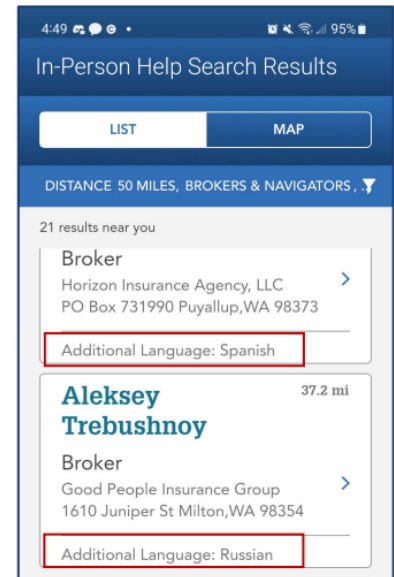 4:49
95%
In-Person Help Search Results
LIST
MAP
DISTANCE 50 MILES, BROKERS & NAVIGATORS , .
21 results near you
Broker
Horizon Insurance Agency, LLC
PO Box 731990 Puyallup,WA 98373
Additional Language: Spanish
Aleksey
Trebushnoy
37.2 mi
Broker
Good People Insurance Group
1610 Juniper St Milton,WA 98354
Additional Language: Russian